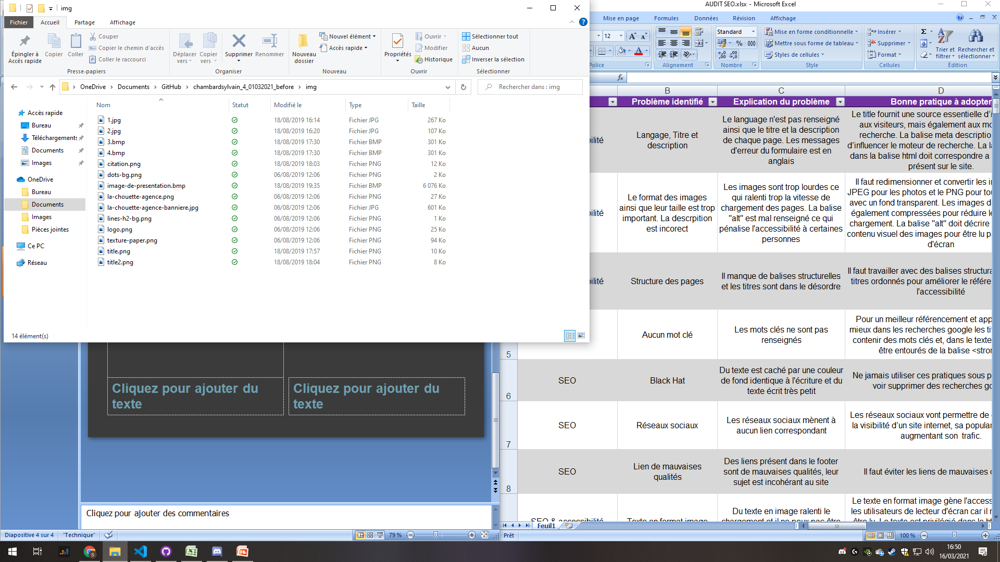 img
Fichier
Accueil
Partage
Affichage
Épingler à
Accès rapide
Copier
Coller
Couper
Copier le chemin d'accès
Coller le raccourci
Presse-papiers
Déplacer
vers
Copier
vers
Supprimer
Renommer
Organiser
Nouveau
dossier
Nouvel élément
Accès rapide
Nouveau
Propriétés
Ouvrir
Modifier
Historique
Ouvrir
Sélectionner tout
Aucun
Inverser la sélection
Sélectionner
OneDrive > Documents > GitHub > chambardsylvain_4_01032021_before > img
Rechercher dans : img
Accès rapide
Bureau
Téléchargements
Documents
Images
OneDrive
Bureau
Documents
Images
Pièces jointes
Ce PC
Réseau
Nom Statut Modifié le Type Taille
1.jpg 18/08/2019 16:14 Fichier JPG 267 Ko
2.jpg 18/08/2019 16:20 Fichier JPG 107 Ko
3.bmp 18/08/2019 17:30 Fichier BMP 301 Ko
4.bmp 18/08/2019 17:30 Fichier BMP 301 Ko
citation.png 18/08/2019 18:03 Fichier PNG 12 Ko
dots-bg.png 06/08/2019 12:06 Fichier PNG 2 Ko
image-de-presentation.bmp 18/08/2019 19:35 Fichier BMP 6 076 Ko
la-chouette-agence.png 06/08/2019 12:06 Fichier PNG 27 Ko
la-chouette-agence-banniere.jpg 06/08/2019 12:06 Fichier JPG 601 Ko
lines-h2-bg.png 06/08/2019 12:06 Fichier PNG 1 Ko
logo.png 06/08/2019 12:06 Fichier PNG 25 Ko
texture-paper.png 06/08/2019 12:06 Fichier PNG 94 Ko
title.png 18/08/2019 17:57 Fichier PNG 10 Ko
title2.png 18/08/2019 18:04 Fichier PNG 8 Ko
14 élément(s)
AUDIT SEO.xlsx - Microsoft Excel
Mise en page
Formules
Données
Révision
Affichage
12
Police
Alignement
Standard
% 000
Nombre
Mise en forme conditionnelle
Mettre sous forme de tableau
Styles de cellules
Style
Insérer
Supprimer
Format
Cellules
Trier et
filtrer
Rechercher et
sélectionner
Édition
fx
B C D
Problème identifié
Explication du problème
Bonne pratique à adopter
ilité
Langage, Titre et
description
Le language n'est pas renseigné
ainsi que le titre et la description
de chaque page. Les messages
d'erreur du formulaire est en
anglais
Le title fournit une source essentielle d'i
aux visiteurs, mais également aux mo
recherche. La balise meta descriptio
d'influencer le moteur de recherche. La l
dans la balise html doit correspondre a
présent sur le site.
ilité
Le format des images
ainsi que leur taille est trop
important. La descrpition
est incorect
Les images sont trop lourdes ce
qui ralenti trop la vitesse de
chargement des pages. La balise
"alt" est mal renseigné ce qui
pénalise l'accessibilité à certaines
personnes
Il faut redimensionner et convertir les i
JPEG pour les photos et le PNG pour to
avec un fond transparent. Les images d
également compressées pour réduire le
chargement. La balise "alt" doit décrire
contenu visuel des images pour être lu p
d'écran
ilité
Structure des pages
Il manque de balises structurelles
et les titres sont dans le désordre
Il faut travailler avec des balises structura
titres ordonnés pour améliorer le référe
l'accessibilité
5
Aucun mot clé
Les mots clés ne sont pas
renseignés
Pour un meilleur référencement et app
mieux dans les recherches google les tit
contenir des mots clés et, dans le texte
être entourés de la balise <stron
6
SEO
Black Hat
Du texte est caché par une couleur
de fond identique à l'écriture et du
texte écrit très petit
Ne jamais utiliser ces pratiques sous p
voir supprimer des recherches go
7
SEO
Réseaux sociaux
Les réseaux sociaux mènent à
aucun lien correspondant
Les réseaux sociaux vont permettre de
la visibilité d'un site internet, sa popular
augmentant son trafic.
8
SEO
Lien de mauvaises
qualités
Des liens présent dans le footer
sont de mauvaises qualités, leur
sujet est incohérant au site
Il faut éviter les liens de mauvaises
SEO & accessibilité
Texte en format image
Du texte en image ralenti le
chargement et il ne peux pas être
Le texte en format image gène l'access
les utilisateurs de lecteur d'écran car il
être lu. Le texte est privilégié dans le ht
Feuil1
Prêt
100 %
Cliquez pour ajouter du
texte
Cliquez pour ajouter du
texte
Cliquez pour ajouter des commentaires
Diapositive 4 sur 4
"Technique"
79 %
16:50
16/03/2021